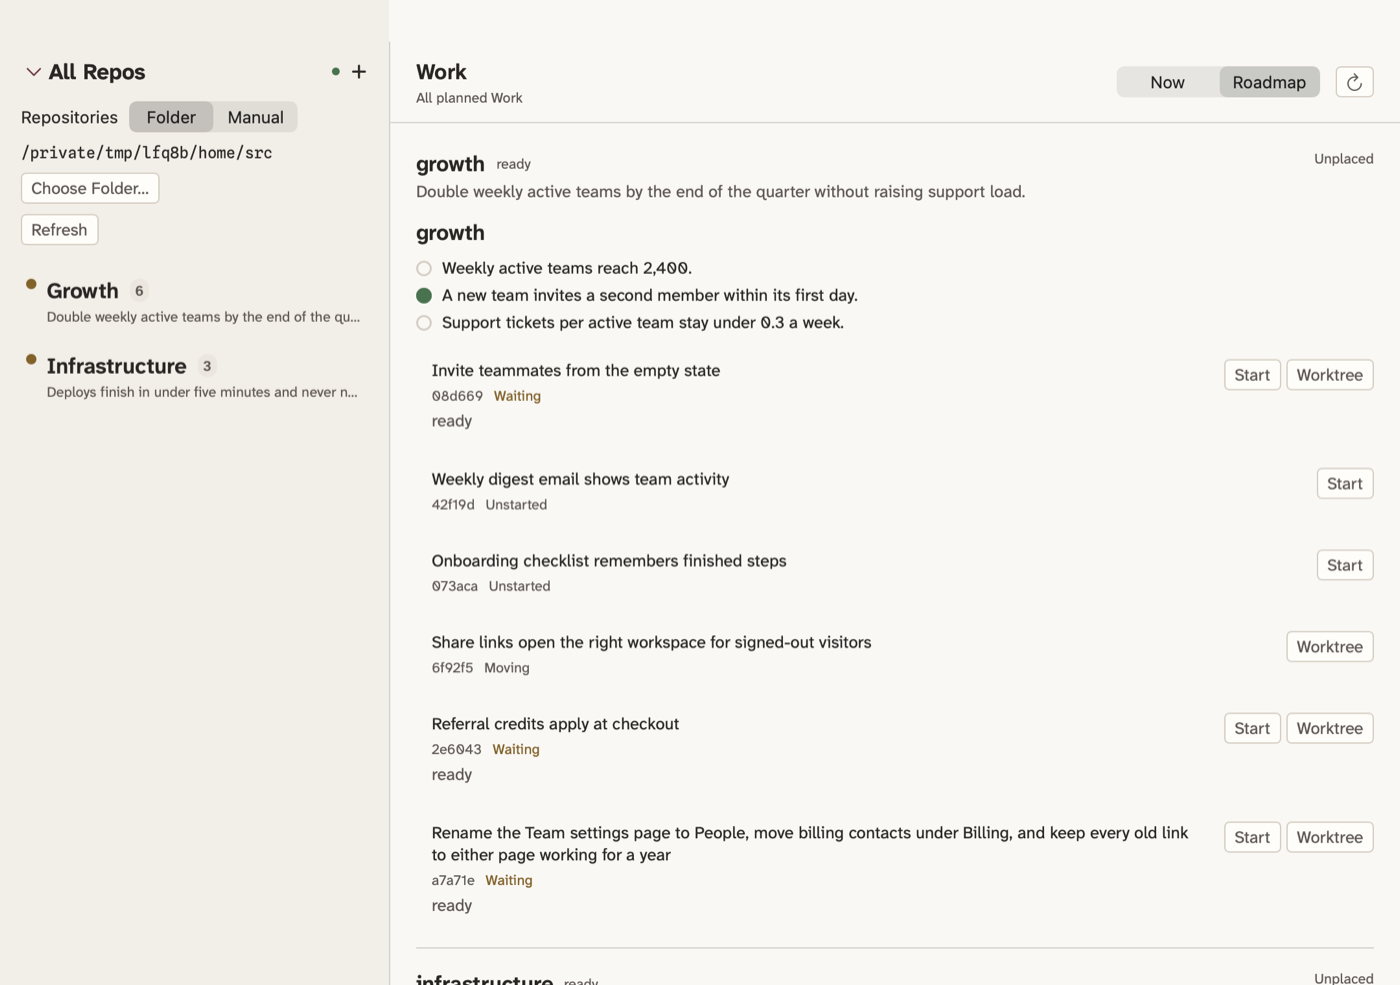 All Repos
Repositories Folder Manual
/private/tmp/lfq8b/home/src
Choose Folder...
Refresh
Growth 6
Double weekly active teams by the end of the qu...
Infrastructure 3
Deploys finish in under five minutes and never n...
Work
All planned Work
Now Roadmap
growth ready
Unplaced
Double weekly active teams by the end of the quarter without raising support load.
growth
Weekly active teams reach 2,400.
A new team invites a second member within its first day.
Support tickets per active team stay under 0.3 a week.
Invite teammates from the empty state
Start Worktree
08d669 Waiting
ready
Weekly digest email shows team activity
Start
42f19d Unstarted
Onboarding checklist remembers finished steps
Start
073aca Unstarted
Share links open the right workspace for signed-out visitors
Worktree
6f92f5 Moving
Referral credits apply at checkout
Start Worktree
2e6043 Waiting
ready
Rename the Team settings page to People, move billing contacts under Billing, and keep every old link
to either page working for a year
Start Worktree
a7a71e Waiting
ready
infrastructure ready
Unplaced